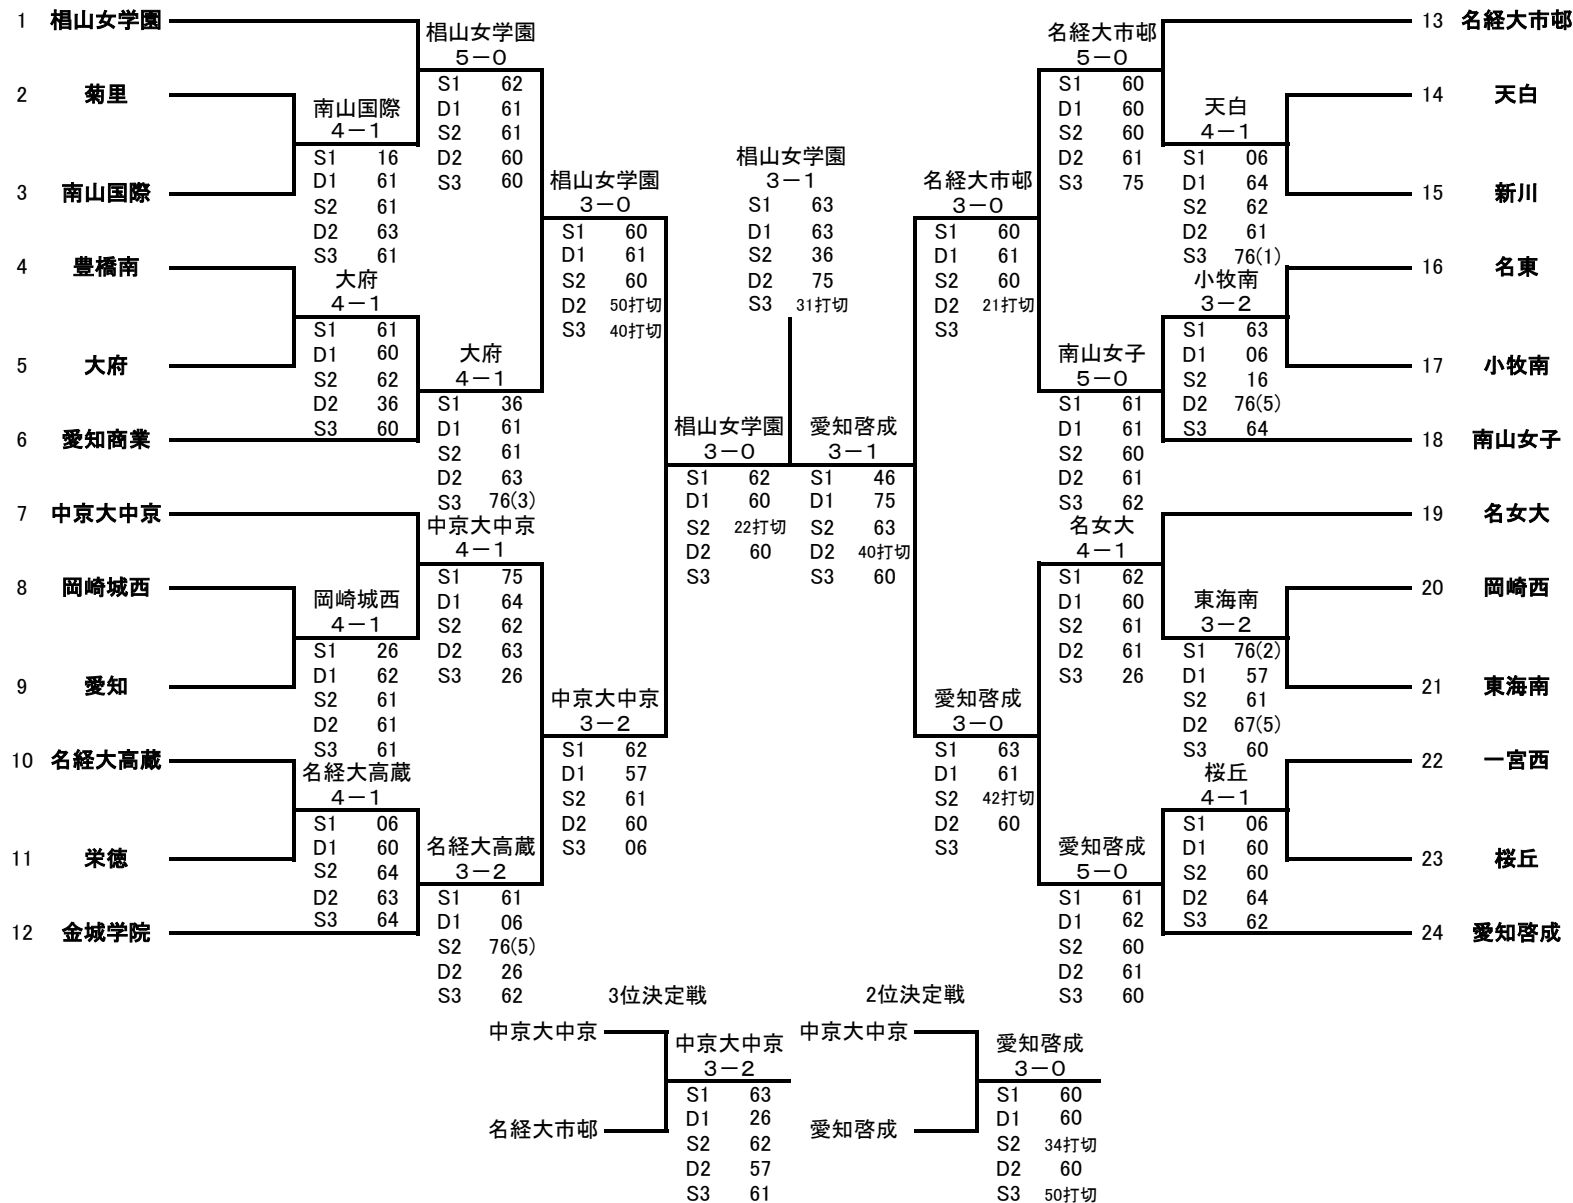 1 椙山女学園
2 菊里
3 南山国際
4 豊橋南
5 大府
6 愛知商業
7 中京大中京
8 岡崎城西
9 愛知
10 名経大高蔵
11 栄徳
12 金城学院
南山国際
4－1
S1 16
D1 61
S2 61
D2 63
S3 61
大府
4－1
S1 61
D1 60
S2 62
D2 36
S3 60
岡崎城西
4－1
S1 26
D1 62
S2 61
D2 61
S3 61
名経大高蔵
4－1
S1 06
D1 60
S2 64
D2 63
S3 64
椙山女学園
5－0
S1 62
D1 61
S2 61
D2 60
S3 60
大府
4－1
S1 36
D1 61
S2 61
D2 63
S3 76(3)
中京大中京
4－1
S1 75
D1 64
S2 62
D2 63
S3 26
名経大高蔵
3－2
S1 61
D1 06
S2 76(5)
D2 26
S3 62
椙山女学園
3－0
S1 60
D1 61
S2 60
D2 50打切
S3 40打切
中京大中京
3－2
S1 62
D1 57
S2 61
D2 60
S3 06
椙山女学園
3－0
S1 62
D1 60
S2 22打切
D2 60
S3
椙山女学園
3－1
S1 63
D1 63
S2 36
D2 75
S3 31打切
愛知啓成
3－1
S1 46
D1 75
S2 63
D2 40打切
S3 60
名経大市邨
3－0
S1 60
D1 61
S2 60
D2 21打切
S3
愛知啓成
3－0
S1 63
D1 61
S2 42打切
D2 60
S3
名経大市邨
5－0
S1 60
D1 60
S2 60
D2 61
S3 75
南山女子
5－0
S1 61
D1 61
S2 60
D2 61
S3 62
名女大
4－1
S1 62
D1 60
S2 61
D2 61
S3 26
愛知啓成
5－0
S1 61
D1 62
S2 60
D2 61
S3 60
天白
4－1
S1 06
D1 64
S2 62
D2 61
S3 76(1)
小牧南
3－2
S1 63
D1 06
S2 16
D2 76(5)
S3 64
東海南
3－2
S1 76(2)
D1 57
S2 61
D2 67(5)
S3 60
桜丘
4－1
S1 06
D1 60
S2 60
D2 64
S3 62
13 名経大市邨
14 天白
15 新川
16 名東
17 小牧南
18 南山女子
19 名女大
20 岡崎西
21 東海南
22 一宮西
23 桜丘
24 愛知啓成
3位決定戦
中京大中京
名経大市邨
中京大中京
3－2
S1 63
D1 26
S2 62
D2 57
S3 61
2位決定戦
中京大中京
愛知啓成
愛知啓成
3－0
S1 60
D1 60
S2 34打切
D2 60
S3 50打切